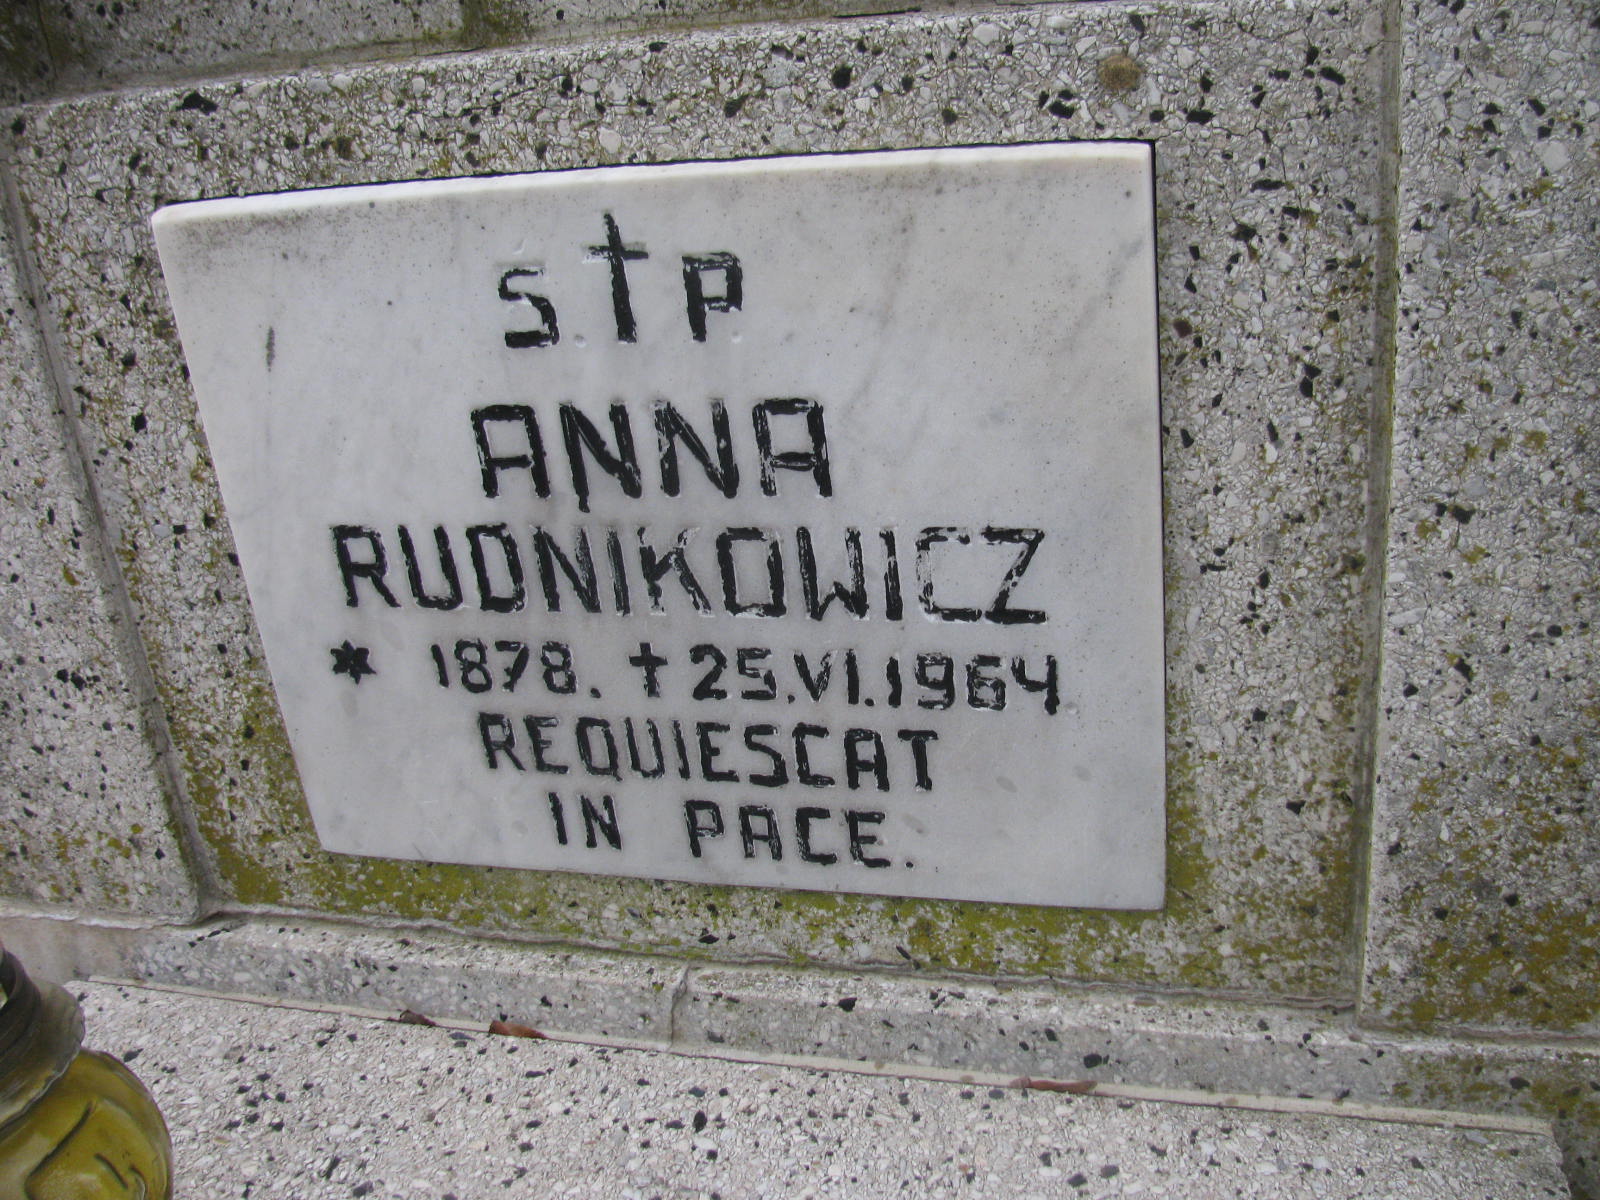 S † P
ANNA
RUDNIKOWICZ
* 1878. † 25.VI.1964
REQUIESCAT
IN PACE.